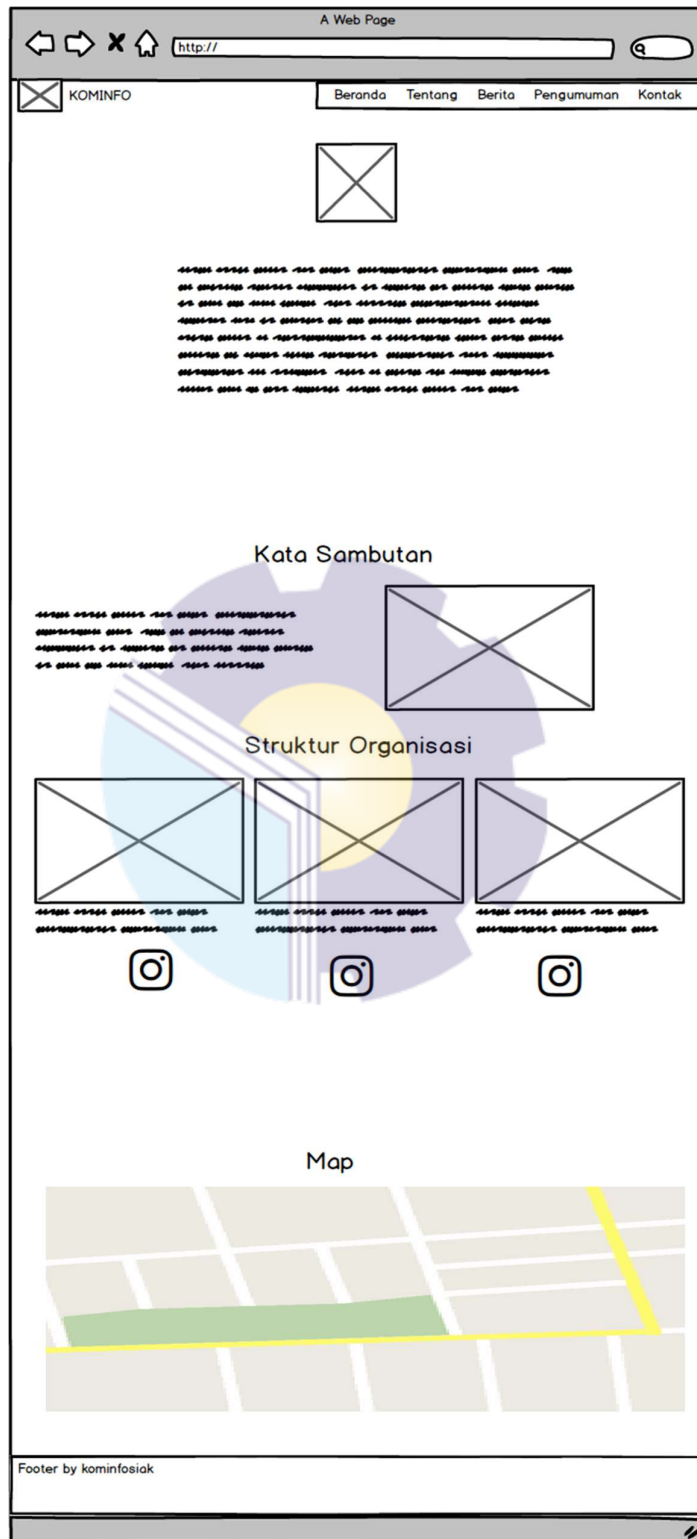 A Web Page
http://
KOMINFO
Beranda Tentang Berita Pengumuman Kontak
Kata Sambutan
Struktur Organisasi
Map
Footer by kominfosiak